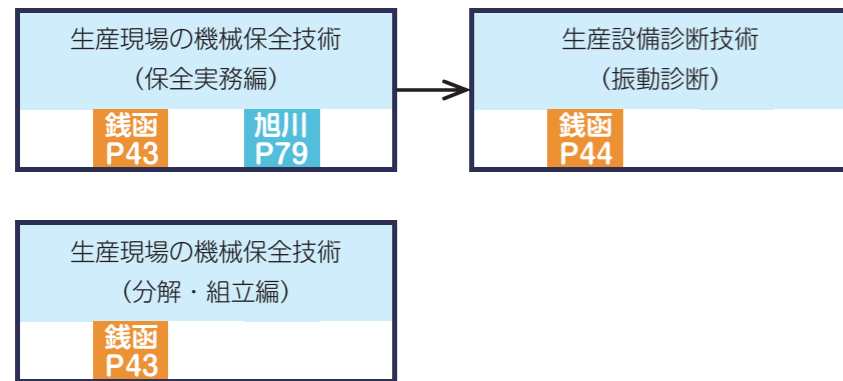 生産現場の機械保全技術
（保全実務編）
銭函
P43
旭川
P79
生産設備診断技術
（振動診断）
銭函
P44
生産現場の機械保全技術
（分解・組立編）
銭函
P43